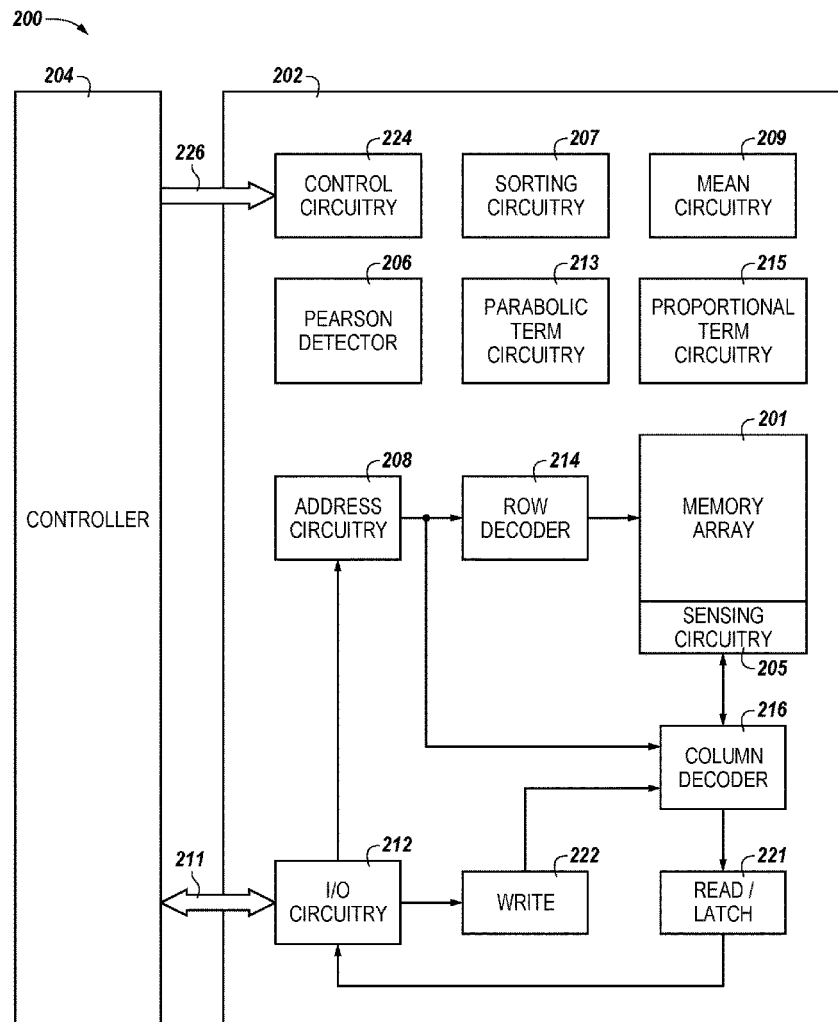 200
204
202
226
224
207
209
CONTROL
CIRCUITRY
SORTING
CIRCUITRY
MEAN
CIRCUITRY
206
213
215
PEARSON
DETECTOR
PARABOLIC
TERM
CIRCUITRY
PROPORTIONAL
TERM
CIRCUITRY
201
208
214
CONTROLLER
ADDRESS
CIRCUITRY
ROW
DECODER
MEMORY
ARRAY
SENSING
CIRCUITRY
205
216
COLUMN
DECODER
211
212
222
221
I/O
CIRCUITRY
WRITE
READ /
LATCH